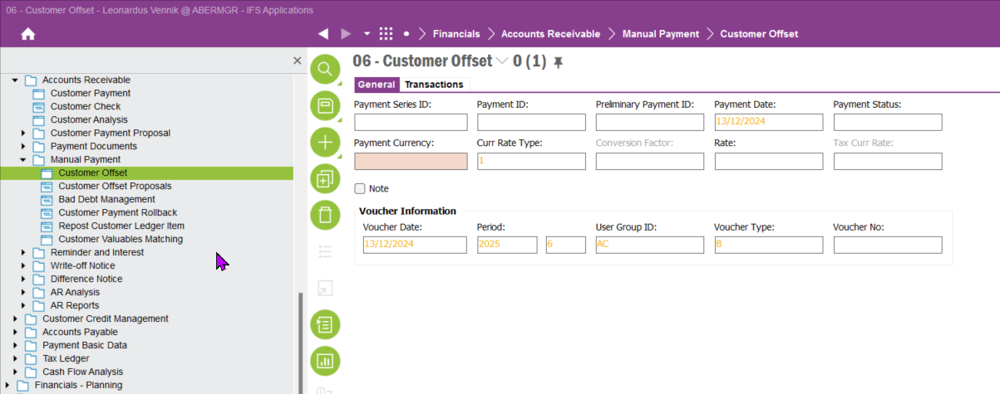 06 - Customer Offset - Leonardus Vennik @ ABERMGR - IFS Applications
Financials Accounts Receivable Manual Payment Customer Offset
Accounts Receivable
Customer Payment
Customer Check
Customer Analysis
Customer Payment Proposal
Payment Documents
Manual Payment
Customer Offset
Customer Offset Proposals
Bad Debt Management
Customer Payment Rollback
Repost Customer Ledger Item
Customer Valuables Matching
Reminder and Interest
Write-off Notice
Difference Notice
AR Analysis
AR Reports
Customer Credit Management
Accounts Payable
Payment Basic Data
Tax Ledger
Cash Flow Analysis
Financials - Planning
06 - Customer Offset 0 (1)
General Transactions
Payment Series ID: Payment ID: Preliminary Payment ID: Payment Date: Payment Status:
13/12/2024
Payment Currency: Curr Rate Type: Conversion Factor: Rate: Tax Curr Rate:
1
Note
Voucher Information
Voucher Date: Period: User Group ID: Voucher Type: Voucher No:
13/12/2024 2025 6 AC B